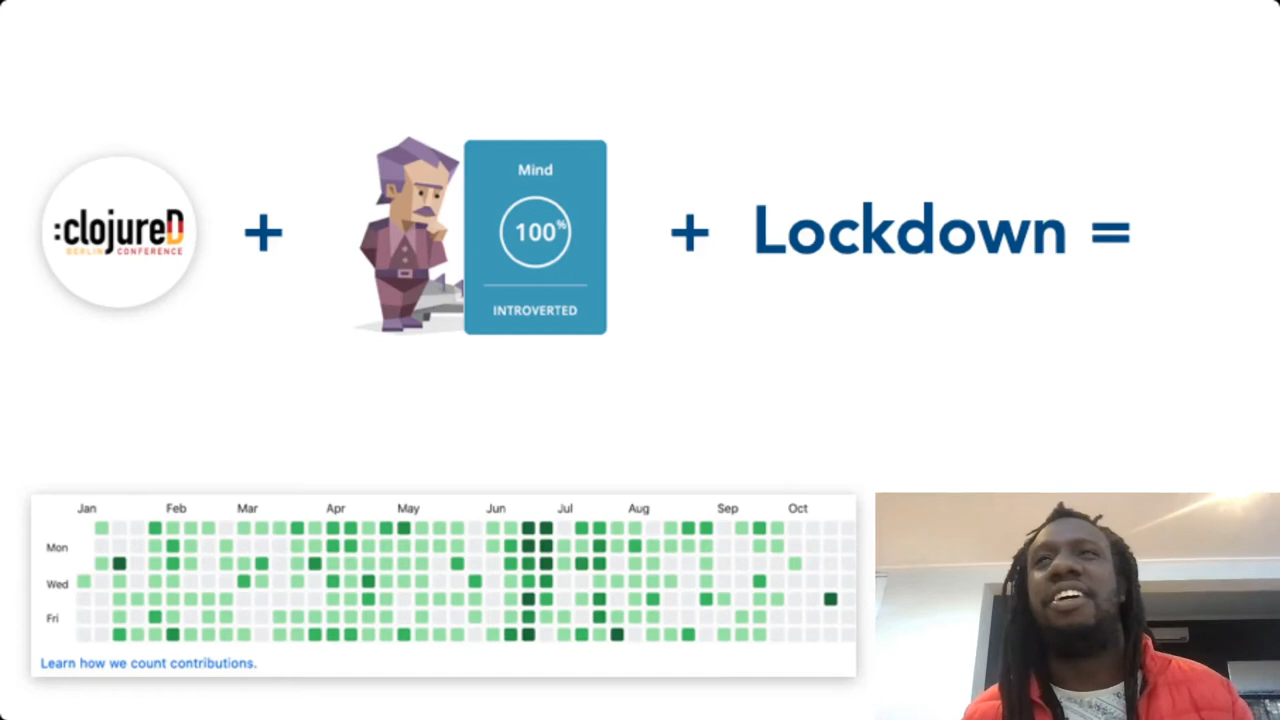 :clojureD
BERLIN CONFERENCE
+
Mind
100%
INTROVERTED
+
Lockdown =
Jan Feb Mar Apr May Jun Jul Aug Sep Oct
Mon
Wed
Fri
Learn how we count contributions.